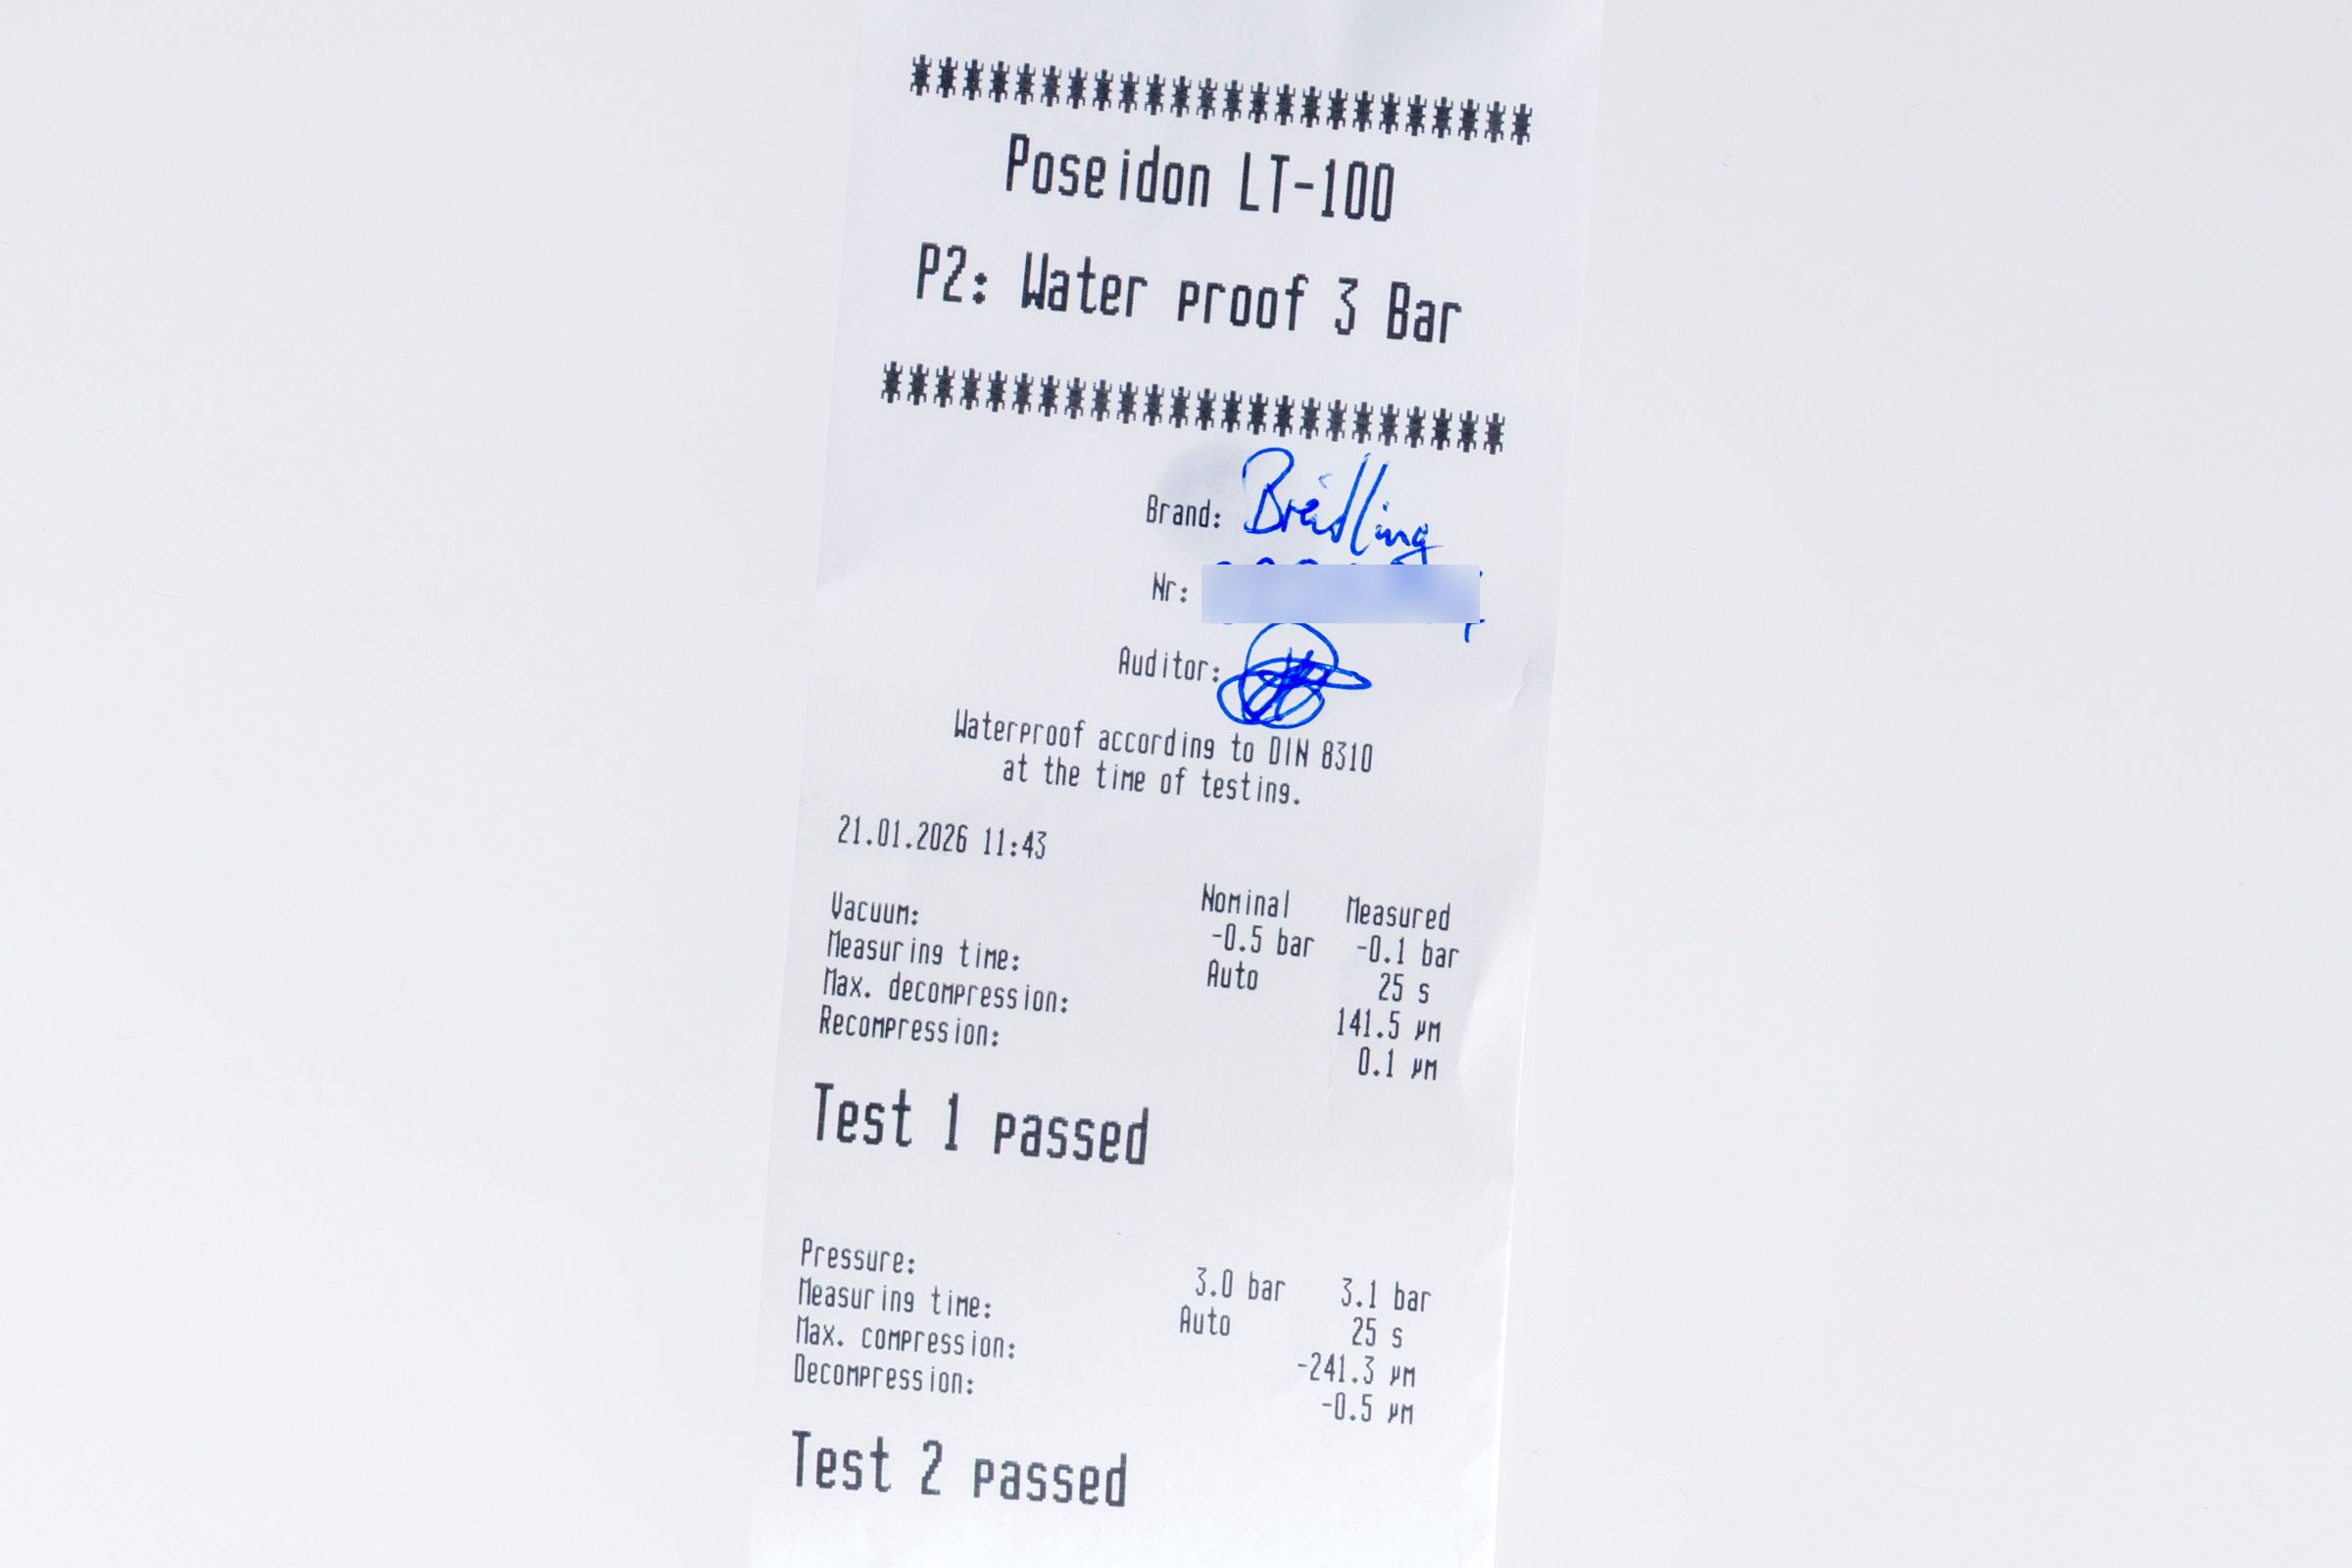 ************************
Poseidon LT-100
P2: Water proof 3 Bar
************************
Brand: Breitling
Nr:
Auditor:
Waterproof according to DIN 8310
at the time of testing.
21.01.2026 11:43
Nominal Measured
Vacuum: -0.5 bar -0.1 bar
Measuring time: Auto 25 s
Max. decompression: 141.5 µm
Recompression: 0.1 µm
Test 1 passed
Pressure: 3.0 bar 3.1 bar
Measuring time: Auto 25 s
Max. compression: -241.3 µm
Decompression: -0.5 µm
Test 2 passed